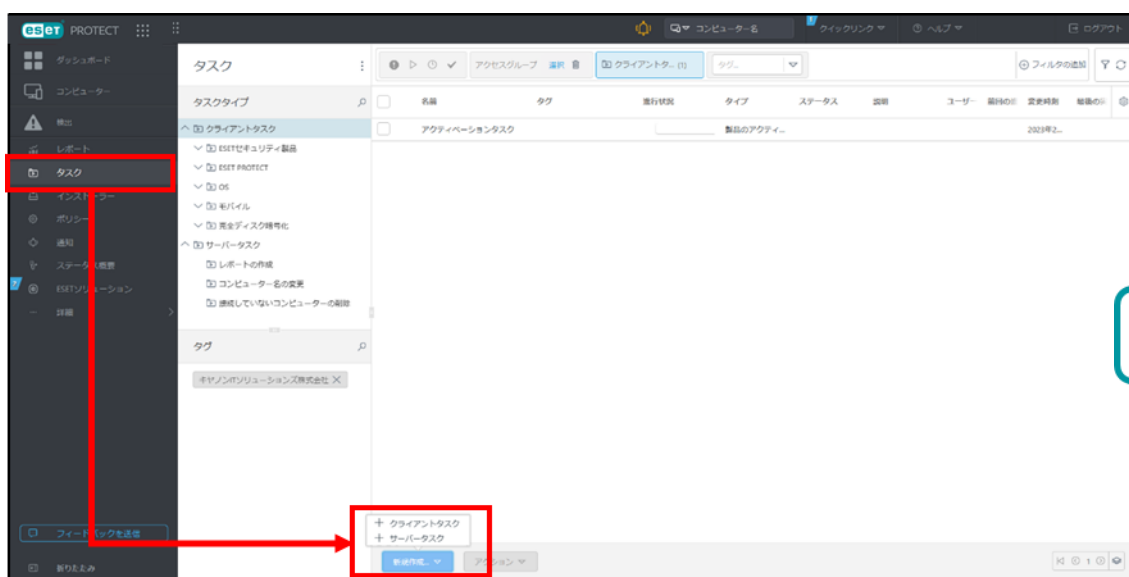 eset PROTECT
コンピューター名
クイックリンク
ヘルプ
ログアウト
ダッシュボード
コンピューター
検出
レポート
タスク
インストーラー
ポリシー
通知
ステータス概要
ESETソリューション
詳細
フィードバックを送信
折りたたみ
タスク
タスクタイプ
クライアントタスク
ESETセキュリティ製品
ESET PROTECT
OS
モバイル
完全ディスク暗号化
サーバータスク
レポートの作成
コンピューター名の変更
接続していないコンピューターの削除
タグ
キヤノンITソリューションズ株式会社
アクセスグループ 選択
クライアントタ... (1)
タグ...
フィルタの追加
名前 タグ 進行状況 タイプ ステータス 説明 ユーザー 変更時刻
アクティベーションタスク 製品のアクティ... 2023年2...
クライアントタスク
サーバータスク
新規作成...
アクション
1